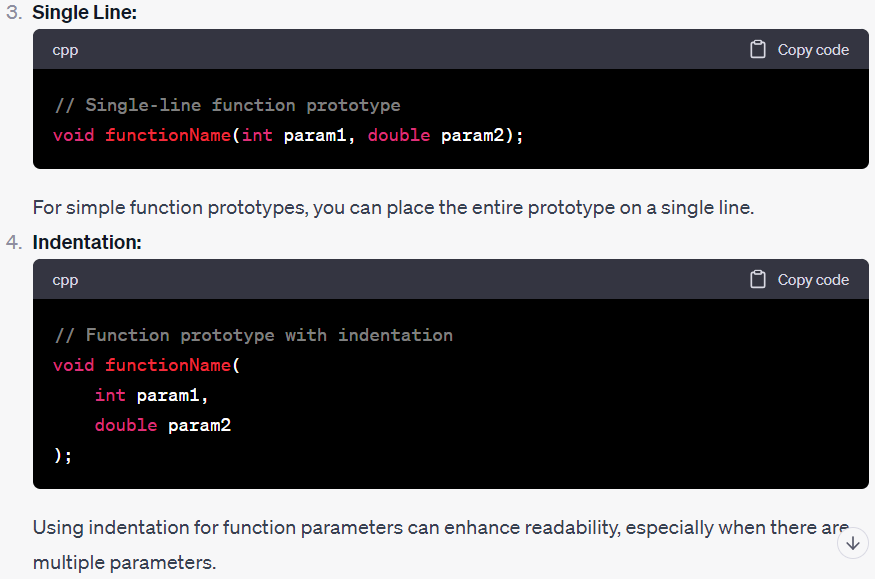 3. Single Line:
cpp Copy code
// Single-line function prototype
void functionName(int param1, double param2);
For simple function prototypes, you can place the entire prototype on a single line.
4. Indentation:
cpp Copy code
// Function prototype with indentation
void functionName(
    int param1,
    double param2
);
Using indentation for function parameters can enhance readability, especially when there are
multiple parameters.